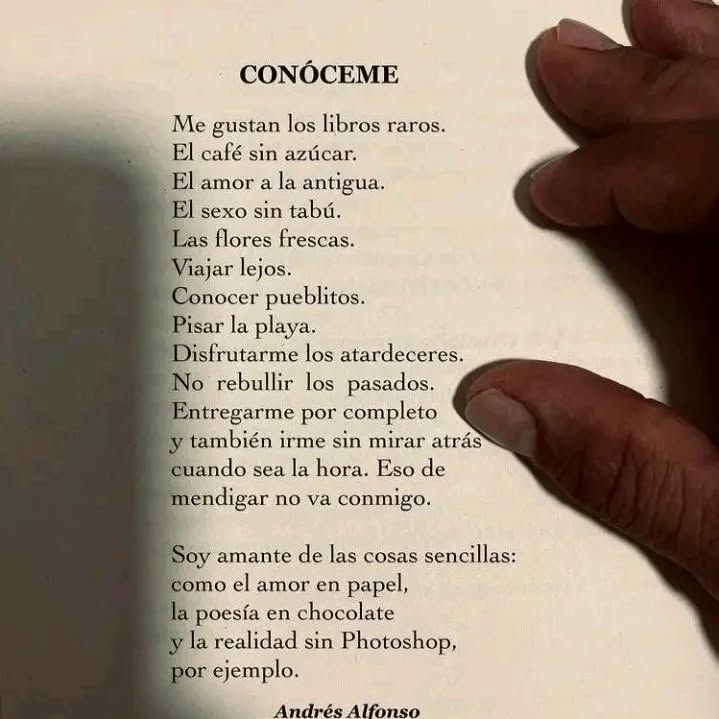 CONÓCEME
Me gustan los libros raros.
El café sin azúcar.
El amor a la antigua.
El sexo sin tabú.
Las flores frescas.
Viajar lejos.
Conocer pueblitos.
Pisar la playa.
Disfrutarme los atardeceres.
No rebullir los pasados.
Entregarme por completo
y también irme sin mirar atrás
cuando sea la hora. Eso de
mendigar no va conmigo.
Soy amante de las cosas sencillas:
como el amor en papel,
la poesía en chocolate
y la realidad sin Photoshop,
por ejemplo.
Andrés Alfonso